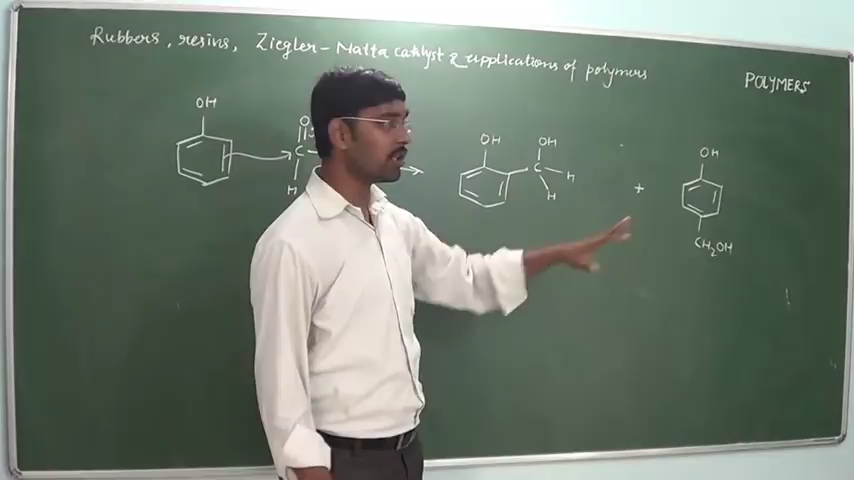 Rubbers, resins, Ziegler-Natta catalyst & applications of polymers
POLYMERS
OH
O
C
H
OH
OH
C
H
H
+
OH
CH2OH